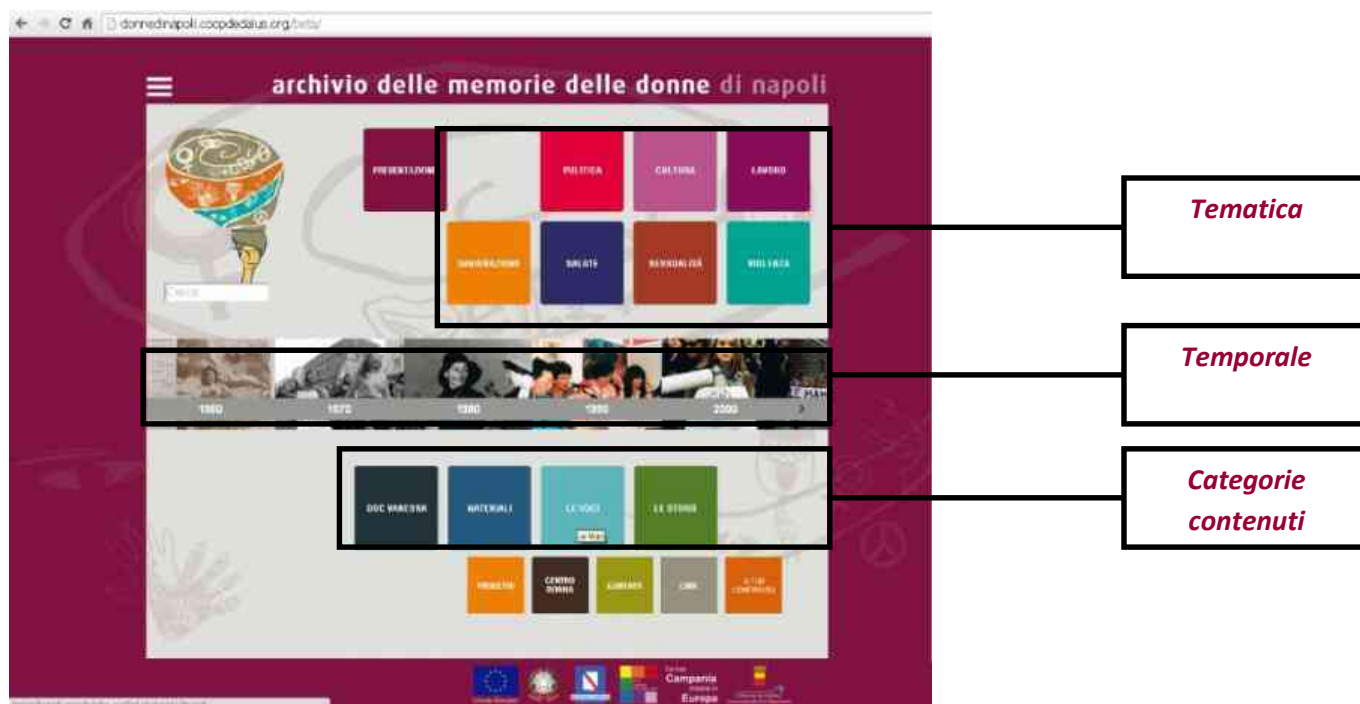 donnedinapoli.coopdedalus.org/beta/
archivio delle memorie delle donne di napoli
PRESENTAZIONE
POLITICA
CULTURA
LAVORO
Tematica
SALUTE
SESSUALITÀ
VIOLENZA
Cerca
Temporale
1960 1970 1980 1990 2000
Categorie
contenuti
DOC VANESSA
MATERIALI
LE VOCI
LE STORIE
Le Voci
PROGETTO
CENTRO
DONNA
LINK
Campania
Europa